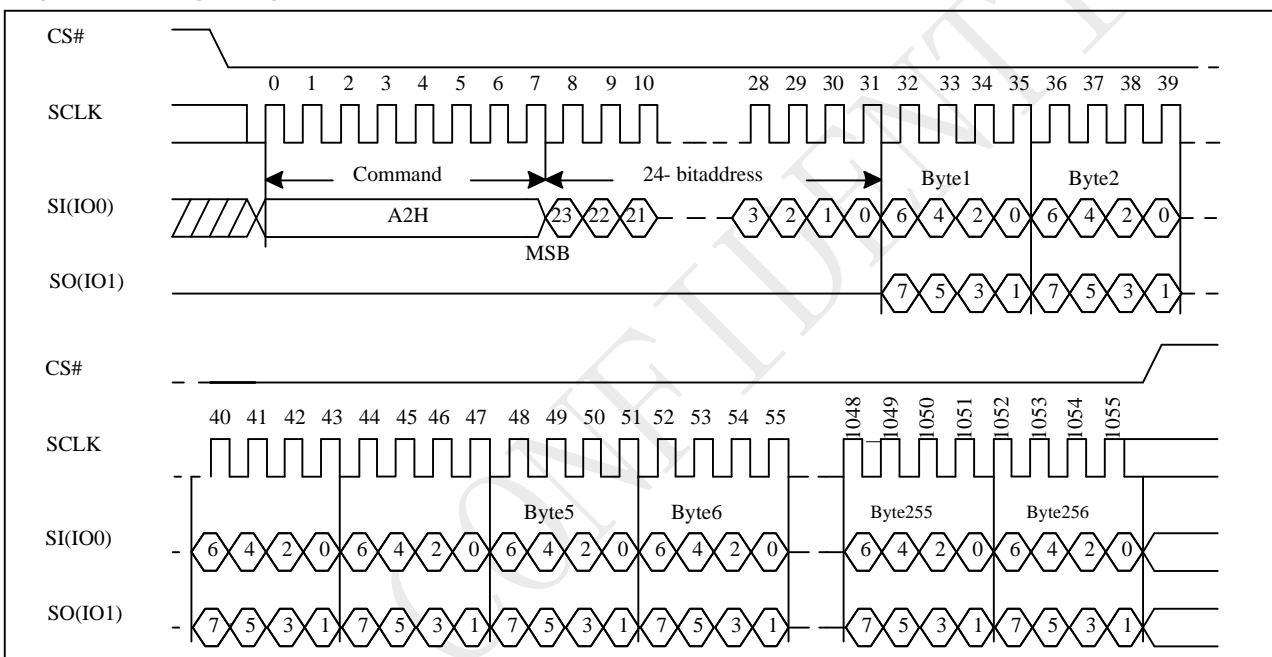 CS#
0 1 2 3 4 5 6 7 8 9 10 28 29 30 31 32 33 34 35 36 37 38 39
SCLK
Command 24- bitaddress Byte1 Byte2
SI(IO0) A2H 23 22 21 3 2 1 0 6 4 2 0 6 4 2 0
MSB
SO(IO1) 7 5 3 1 7 5 3 1
CS#
40 41 42 43 44 45 46 47 48 49 50 51 52 53 54 55 1048 1049 1050 1051 1052 1053 1054 1055
SCLK
Byte5 Byte6 Byte255 Byte256
SI(IO0) 6 4 2 0 6 4 2 0 6 4 2 0 6 4 2 0 6 4 2 0 6 4 2 0
SO(IO1) 7 5 3 1 7 5 3 1 7 5 3 1 7 5 3 1 7 5 3 1 7 5 3 1
CONFIDENT